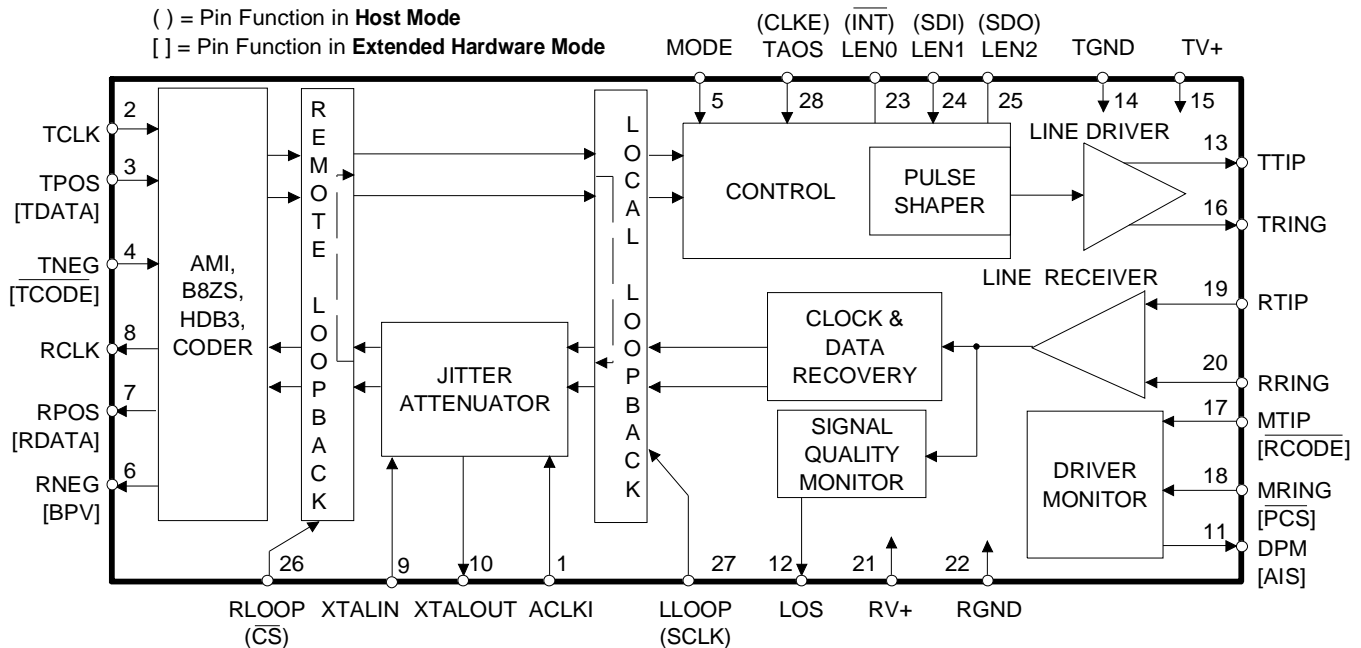 ( ) = Pin Function in Host Mode
[ ] = Pin Function in Extended Hardware Mode
MODE
(CLKE)
TAOS
(INT)
LEN0
(SDI)
LEN1
(SDO)
LEN2
TGND
TV+
5
28
23
24
25
14
15
2
TCLK
3
TPOS
[TDATA]
4
TNEG
[TCODE]
8
RCLK
7
RPOS
[RDATA]
6
RNEG
[BPV]
AMI,
B8ZS,
HDB3,
CODER
REMOTE LOOPBACK
JITTER
ATTENUATOR
LOCAL LOOPBACK
CONTROL
PULSE
SHAPER
LINE DRIVER
LINE RECEIVER
CLOCK &
DATA
RECOVERY
SIGNAL
QUALITY
MONITOR
DRIVER
MONITOR
13
TTIP
16
TRING
19
RTIP
20
RRING
17
MTIP
[RCODE]
18
MRING
[PCS]
11
DPM
[AIS]
26
9
10
1
27
12
21
22
RLOOP
(CS)
XTALIN
XTALOUT
ACLKI
LLOOP
(SCLK)
LOS
RV+
RGND